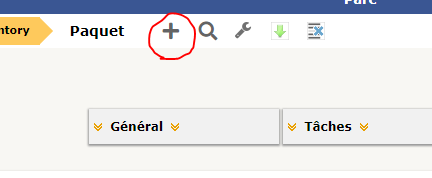 Parc
ntory
Paquet
Général
Tâches